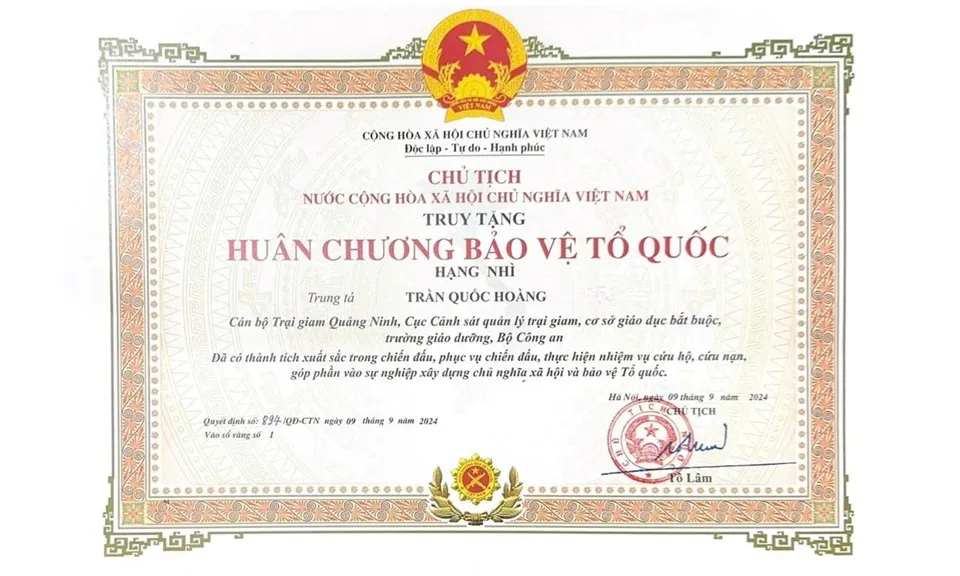 VIỆT NAM
CỘNG HÒA XÃ HỘI CHỦ NGHĨA VIỆT NAM
Độc lập - Tự do - Hạnh phúc
CHỦ TỊCH
NƯỚC CỘNG HÒA XÃ HỘI CHỦ NGHĨA VIỆT NAM
TRUY TẶNG
HUÂN CHƯƠNG BẢO VỆ TỔ QUỐC
HẠNG NHÌ
Trung tá TRẦN QUỐC HOÀNG
Cán bộ Trại giam Quảng Ninh, Cục Cảnh sát quản lý trại giam, cơ sở giáo dục bắt buộc,
trường giáo dưỡng, Bộ Công an
Đã có thành tích xuất sắc trong chiến đấu, phục vụ chiến đấu, thực hiện nhiệm vụ cứu hộ, cứu nạn,
góp phần vào sự nghiệp xây dựng chủ nghĩa xã hội và bảo vệ Tổ quốc.
Hà Nội, ngày 09 tháng 9 năm 2024
CHỦ TỊCH
Quyết định số: 894/QĐ-CTN ngày 09 tháng 9 năm 2024
Vào sổ vàng số 1
CHỦ TỊCH
Tô Lâm